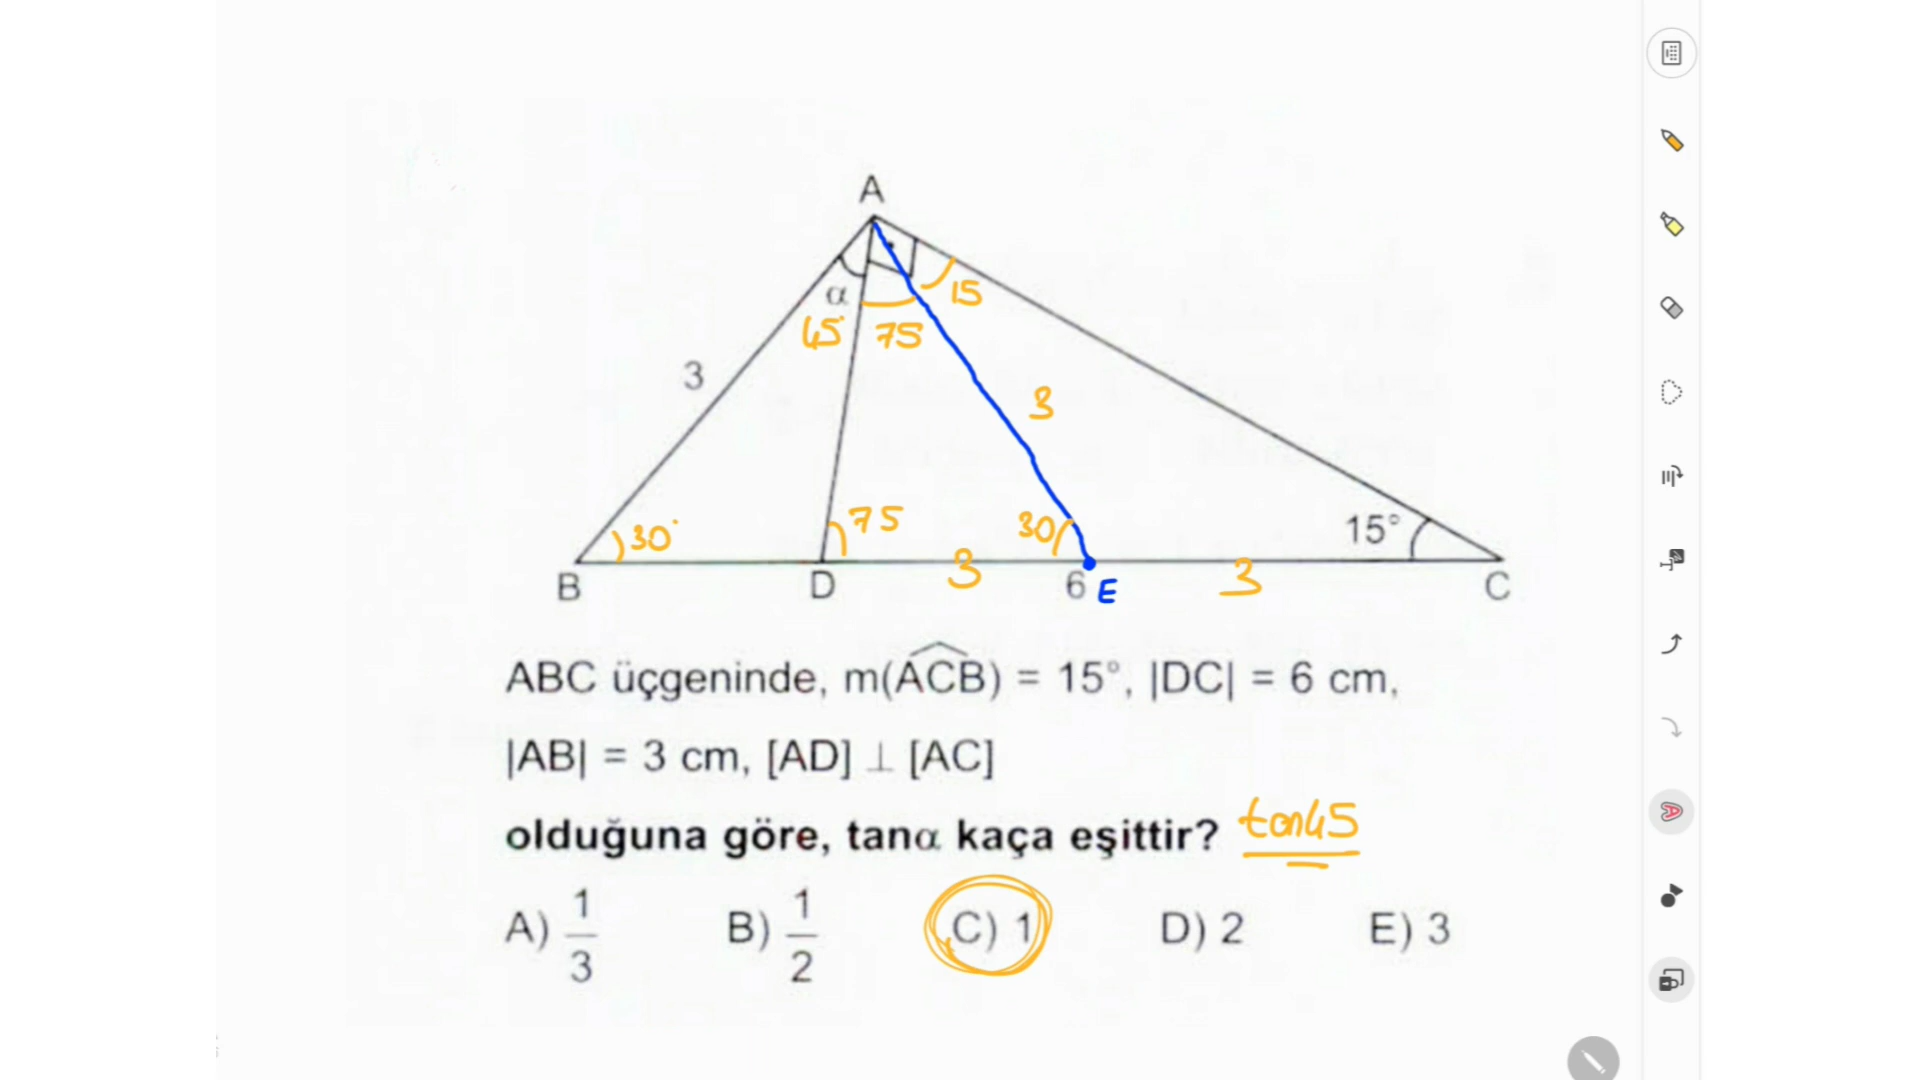 A
α
15
45°
75
3
3
30°
75
30
15°
B
D
3
6
E
3
C
ABC üçgeninde, m(ACB) = 15°, |DC| = 6 cm,
|AB| = 3 cm, [AD] ⊥ [AC]
olduğuna göre, tanα kaça eşittir? tan45
A) 1/3 B) 1/2 C) 1 D) 2 E) 3